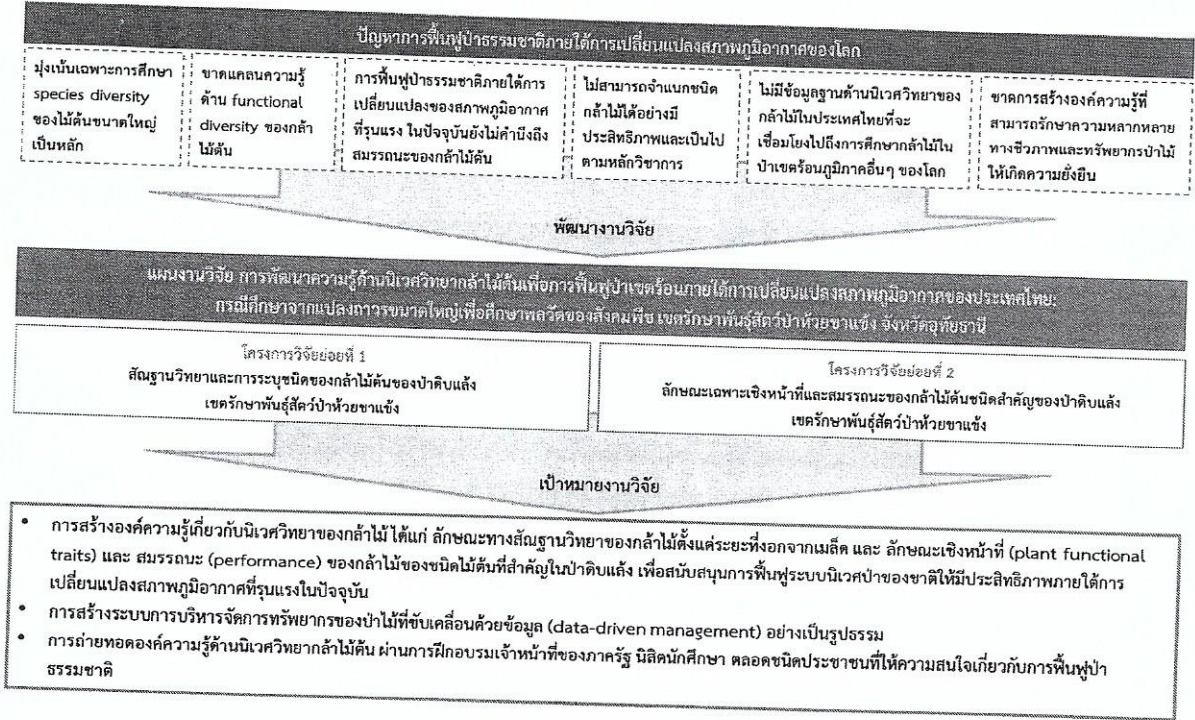 ปัญหาการฟื้นฟูป่าธรรมชาติภายใต้การเปลี่ยนแปลงสภาพภูมิอากาศของโลก
มุ่งเน้นเฉพาะการศึกษา
species diversity
ของไม้ต้นขนาดใหญ่
เป็นหลัก
ขาดแคลนความรู้
ด้าน functional
diversity ของกล้า
ไม้ต้น
การฟื้นฟูป่าธรรมชาติภายใต้การ
เปลี่ยนแปลงของสภาพภูมิอากาศ
ที่รุนแรง ในปัจจุบันยังไม่คำนึงถึง
สมรรถนะของกล้าไม้ต้น
ไม่สามารถจำแนกชนิด
กล้าไม้ได้อย่างมี
ประสิทธิภาพและเป็นไป
ตามหลักวิชาการ
ไม่มีข้อมูลฐานด้านนิเวศวิทยาของ
กล้าไม้ในประเทศไทยที่จะ
เชื่อมโยงไปถึงการศึกษากล้าไม้ใน
ป่าเขตร้อนภูมิภาคอื่นๆ ของโลก
ขาดการสร้างองค์ความรู้ที่
สามารถรักษาความหลากหลาย
ทางชีวภาพและทรัพยากรป่าไม้
ให้เกิดความยั่งยืน
พัฒนางานวิจัย
แผนงานวิจัย การพัฒนาความรู้ด้านนิเวศวิทยากล้าไม้ต้นเพื่อการฟื้นฟูป่าเขตร้อนภายใต้การเปลี่ยนแปลงสภาพภูมิอากาศของประเทศไทย:
กรณีศึกษาจากแปลงถาวรขนาดใหญ่เพื่อศึกษาพลวัตของสังคมพืช เขตรักษาพันธุ์สัตว์ป่าห้วยขาแข้ง จังหวัดอุทัยธานี
โครงการวิจัยย่อยที่ 1
สัณฐานวิทยาและการระบุชนิดของกล้าไม้ต้นของป่าดิบแล้ง
เขตรักษาพันธุ์สัตว์ป่าห้วยขาแข้ง
โครงการวิจัยย่อยที่ 2
ลักษณะเฉพาะเชิงหน้าที่และสมรรถนะของกล้าไม้ต้นชนิดสำคัญของป่าดิบแล้ง
เขตรักษาพันธุ์สัตว์ป่าห้วยขาแข้ง
เป้าหมายงานวิจัย
• การสร้างองค์ความรู้เกี่ยวกับนิเวศวิทยาของกล้าไม้ ได้แก่ ลักษณะทางสัณฐานวิทยาของกล้าไม้ตั้งแต่ระยะที่งอกจากเมล็ด และ ลักษณะเชิงหน้าที่ (plant functional
traits) และ สมรรถนะ (performance) ของกล้าไม้ของชนิดไม้ต้นที่สำคัญในป่าดิบแล้ง เพื่อสนับสนุนการฟื้นฟูระบบนิเวศป่าของชาติให้มีประสิทธิภาพภายใต้การ
เปลี่ยนแปลงสภาพภูมิอากาศที่รุนแรงในปัจจุบัน
• การสร้างระบบการบริหารจัดการทรัพยากรของป่าไม้ที่ขับเคลื่อนด้วยข้อมูล (data-driven management) อย่างเป็นรูปธรรม
• การถ่ายทอดองค์ความรู้ด้านนิเวศวิทยากล้าไม้ต้น ผ่านการฝึกอบรมเจ้าหน้าที่ของภาครัฐ นิสิตนักศึกษา ตลอดชนิดประชาชนที่ให้ความสนใจเกี่ยวกับการฟื้นฟูป่า
ธรรมชาติ